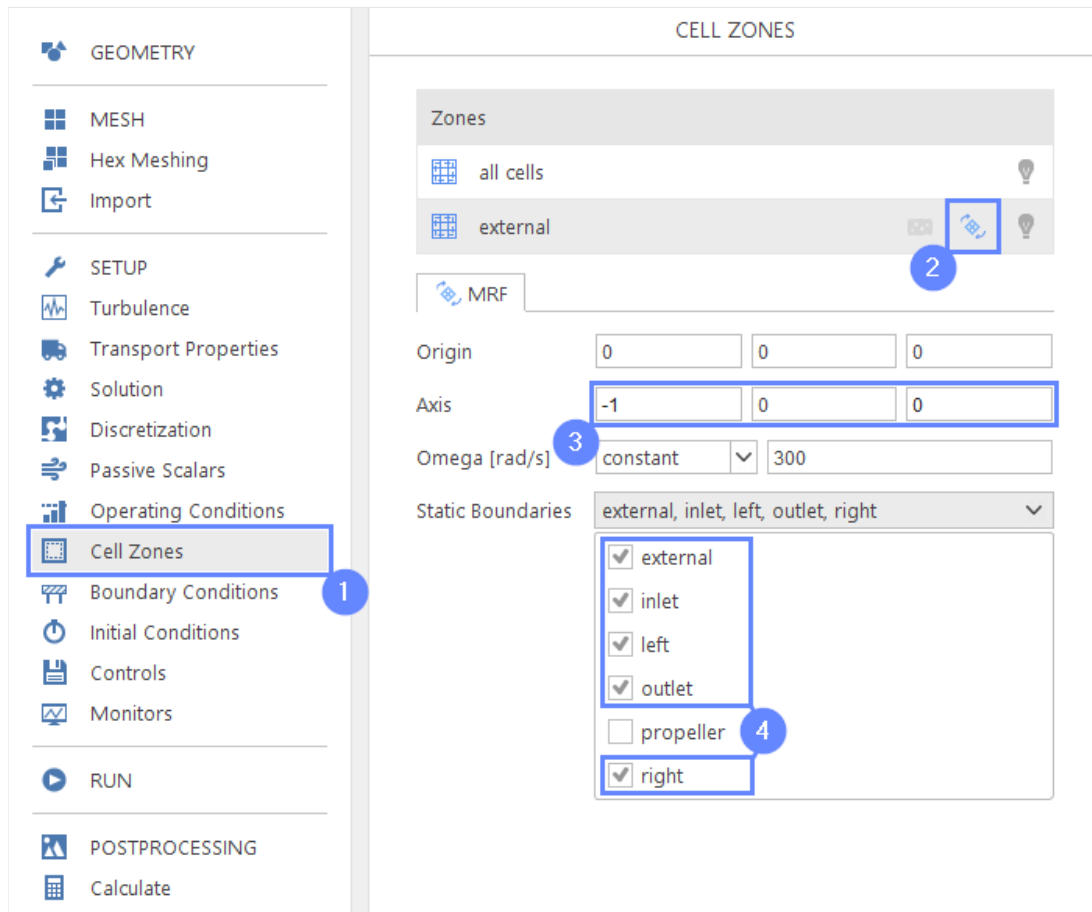 GEOMETRY
MESH
Hex Meshing
Import
SETUP
Turbulence
Transport Properties
Solution
Discretization
Passive Scalars
Operating Conditions
Cell Zones
1
Boundary Conditions
Initial Conditions
Controls
Monitors
RUN
POSTPROCESSING
Calculate
CELL ZONES
Zones
all cells
external
2
MRF
Origin 0 0 0
Axis -1 0 0
3
Omega [rad/s] constant 300
Static Boundaries external, inlet, left, outlet, right
external
inlet
left
outlet
propeller 4
right